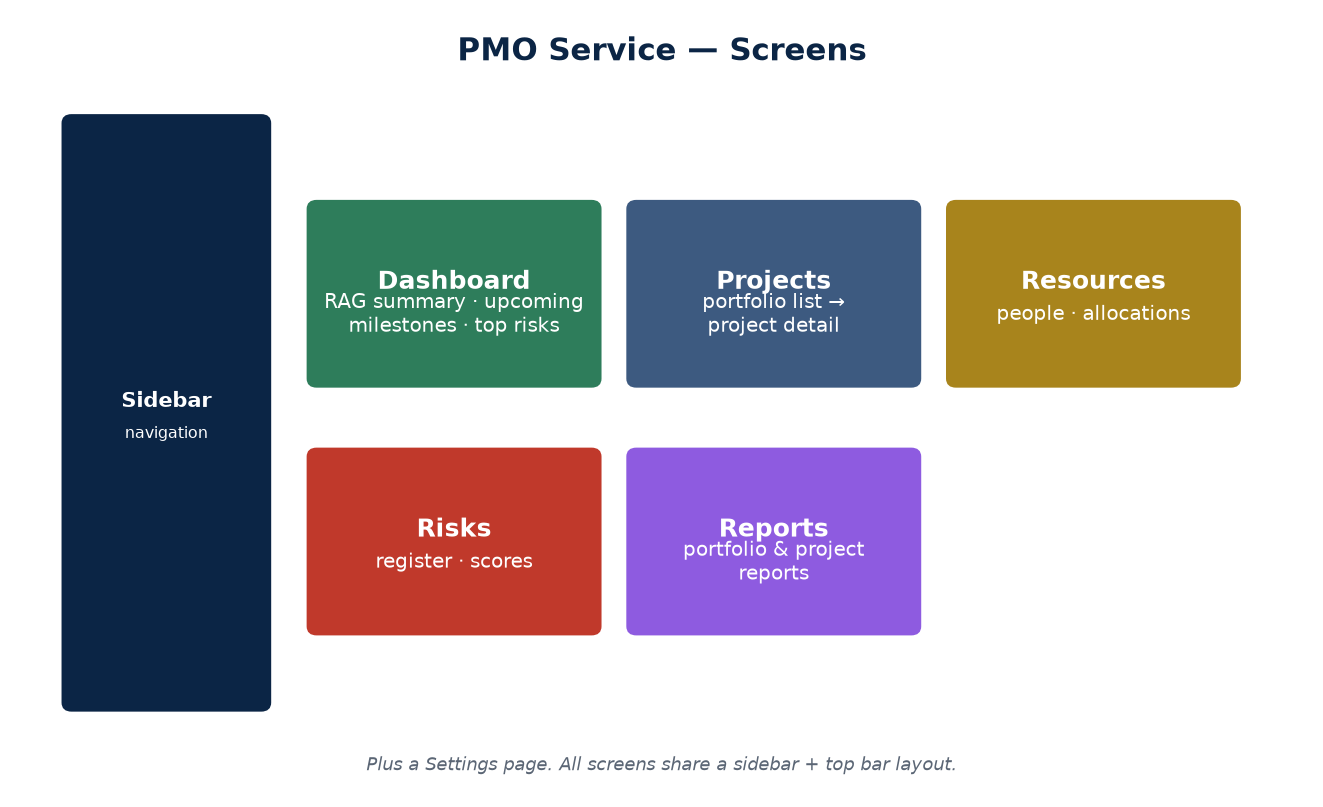 PMO Service — Screens
Sidebar
navigation
Dashboard
RAG summary · upcoming
milestones · top risks
Projects
portfolio list →
project detail
Resources
people · allocations
Risks
register · scores
Reports
portfolio & project
reports
Plus a Settings page. All screens share a sidebar + top bar layout.